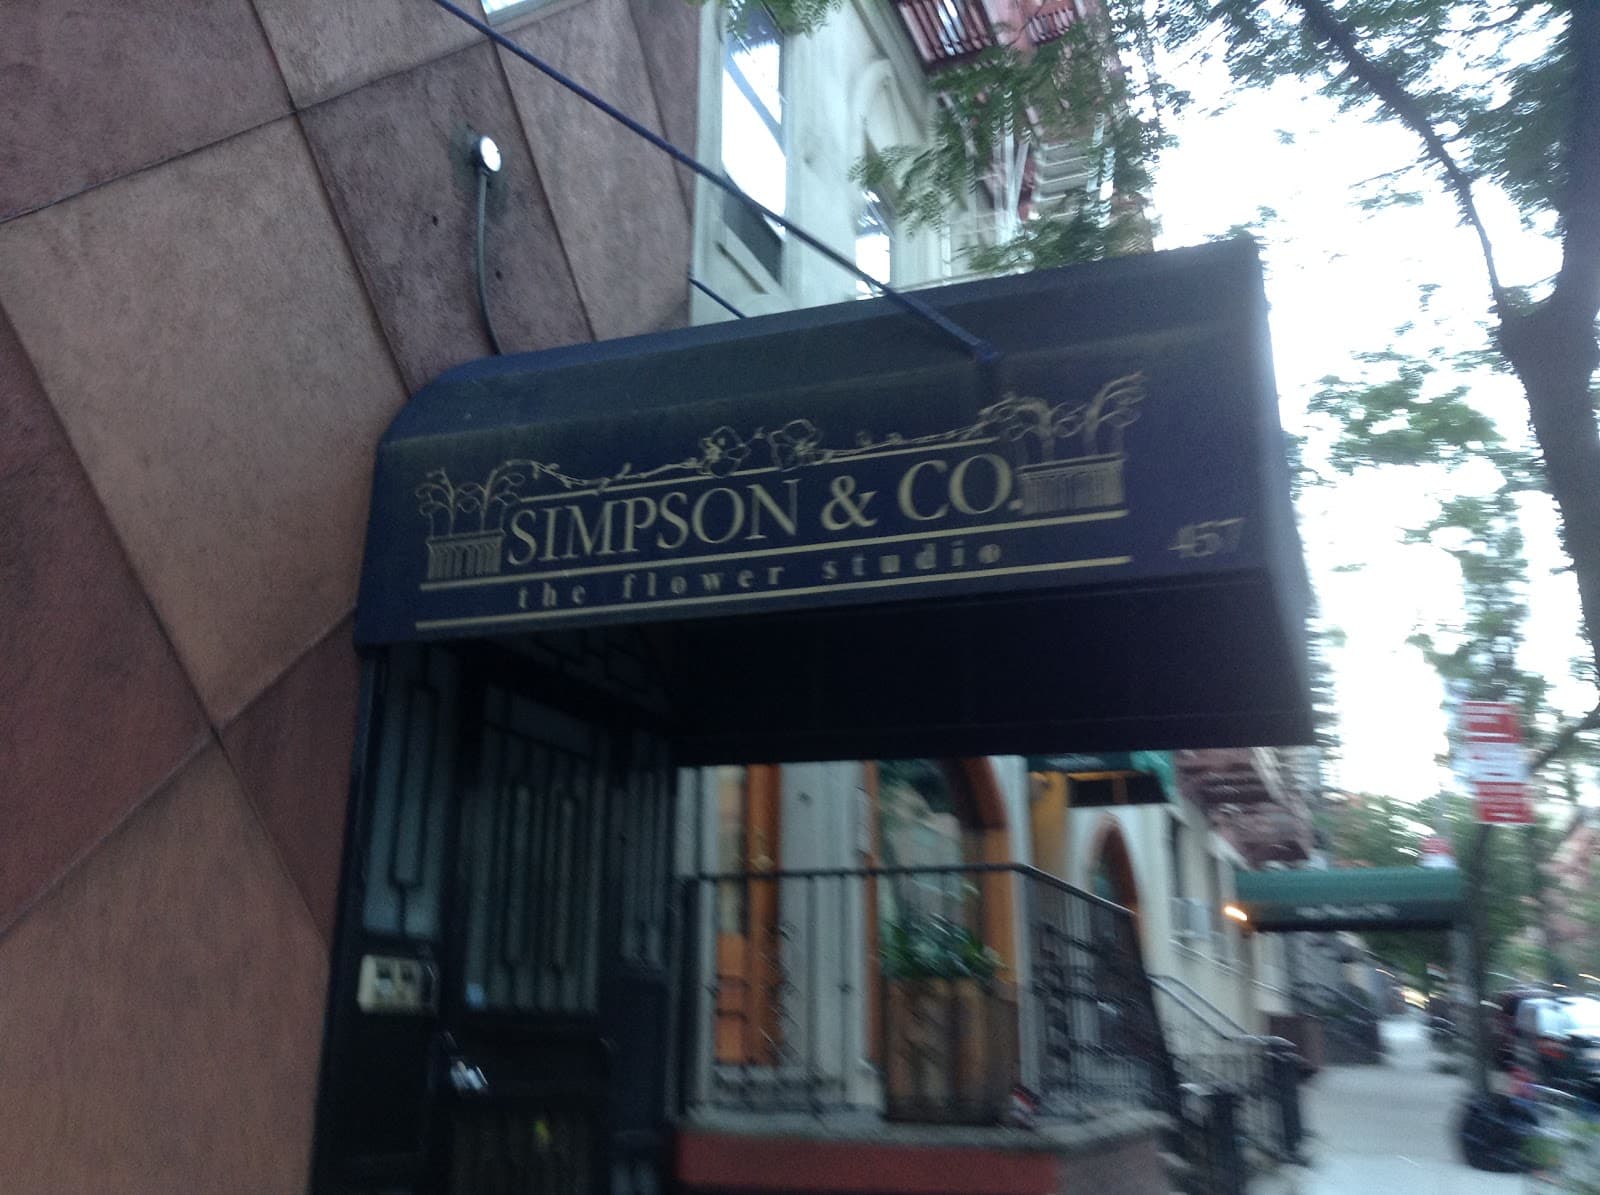 SIMPSON & CO.
the flower studio
457